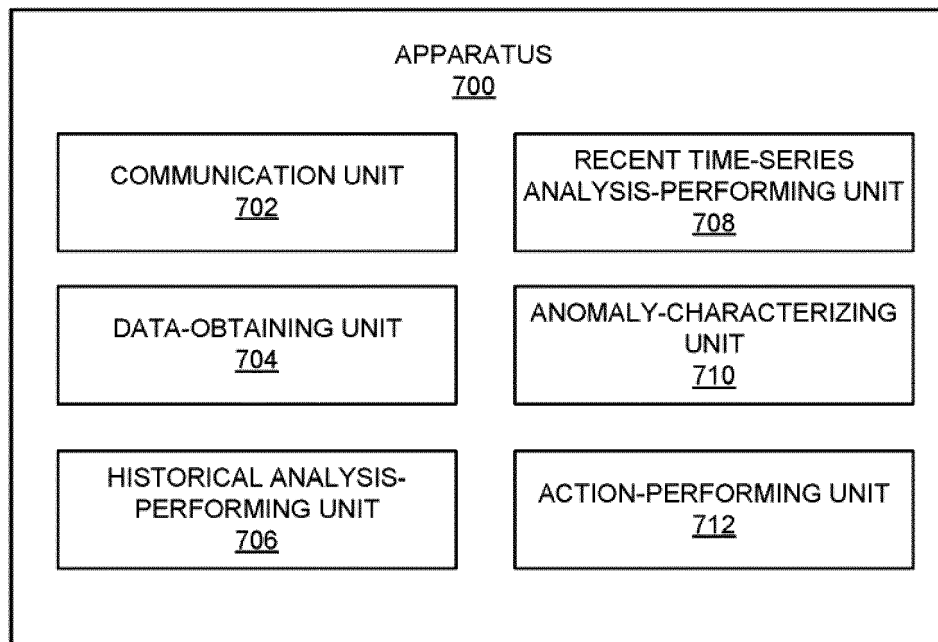 APPARATUS
700
COMMUNICATION UNIT
702
DATA-OBTAINING UNIT
704
HISTORICAL ANALYSIS-
PERFORMING UNIT
706
RECENT TIME-SERIES
ANALYSIS-PERFORMING UNIT
708
ANOMALY-CHARACTERIZING
UNIT
710
ACTION-PERFORMING UNIT
712